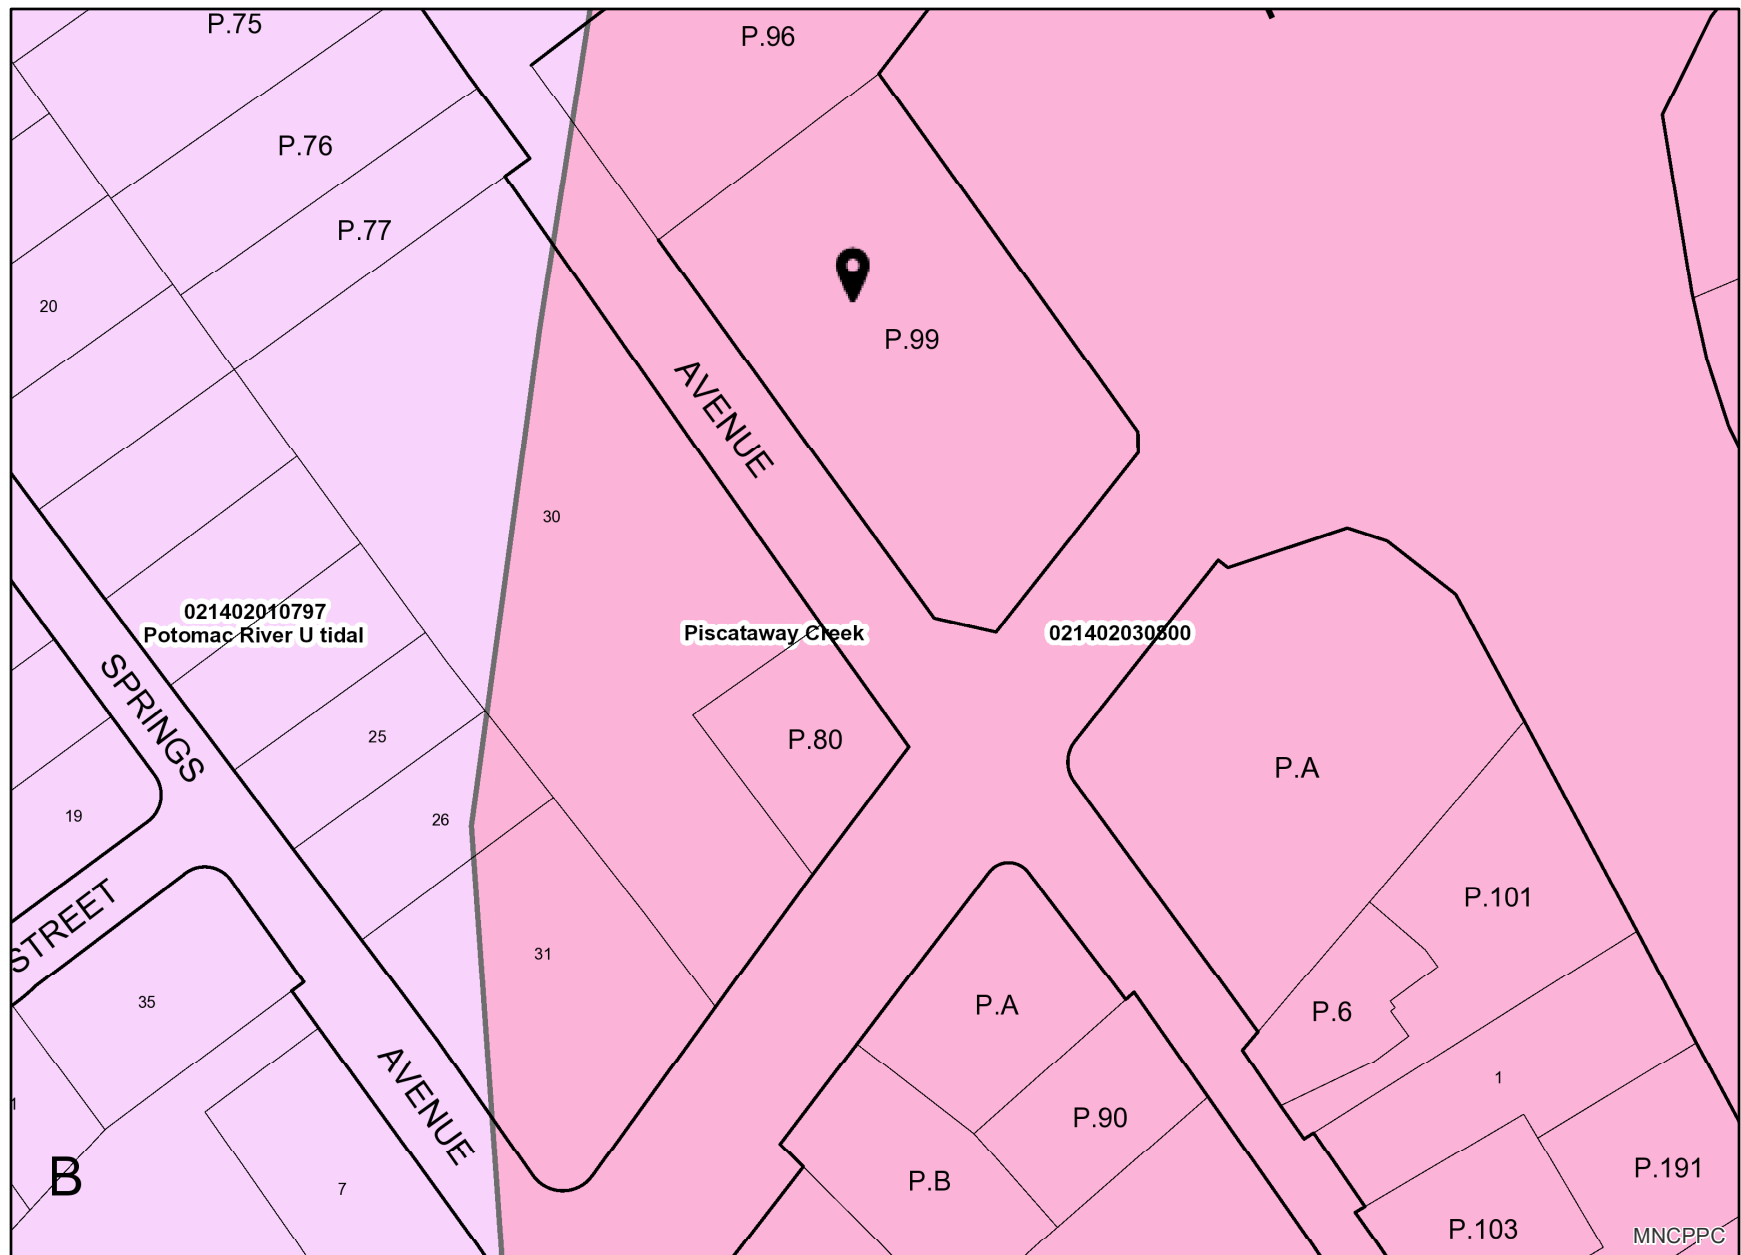 P.75
P.96
P.76
P.77
20
P.99
AVENUE
30
021402010797
Potomac River U tidal
Piscataway Creek
021402030800
SPRINGS
25
P.80
P.A
19
26
STREET
31
P.101
35
P.A
P.6
AVENUE
1
1
P.90
B
7
P.B
P.191
P.103
MNCPPC